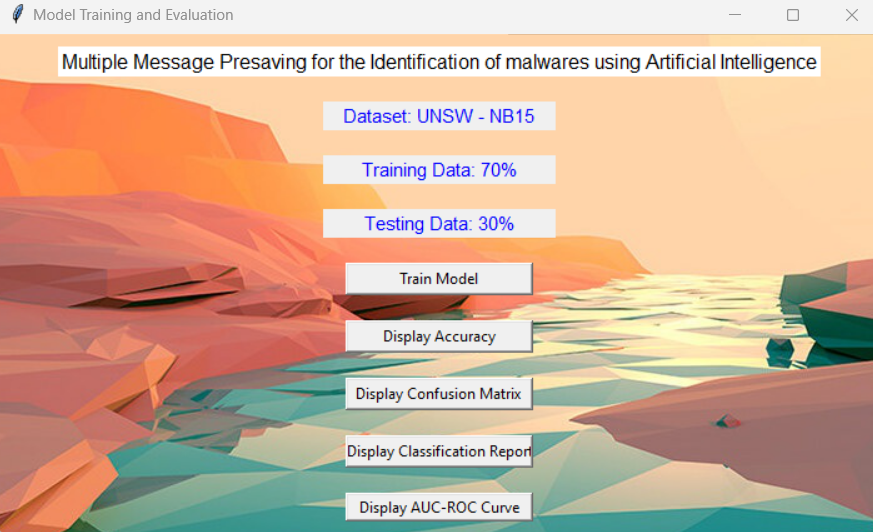 Model Training and Evaluation
Multiple Message Presaving for the Identification of malwares using Artificial Intelligence
Dataset: UNSW - NB15
Training Data: 70%
Testing Data: 30%
Train Model
Display Accuracy
Display Confusion Matrix
Display Classification Report
Display AUC-ROC Curve